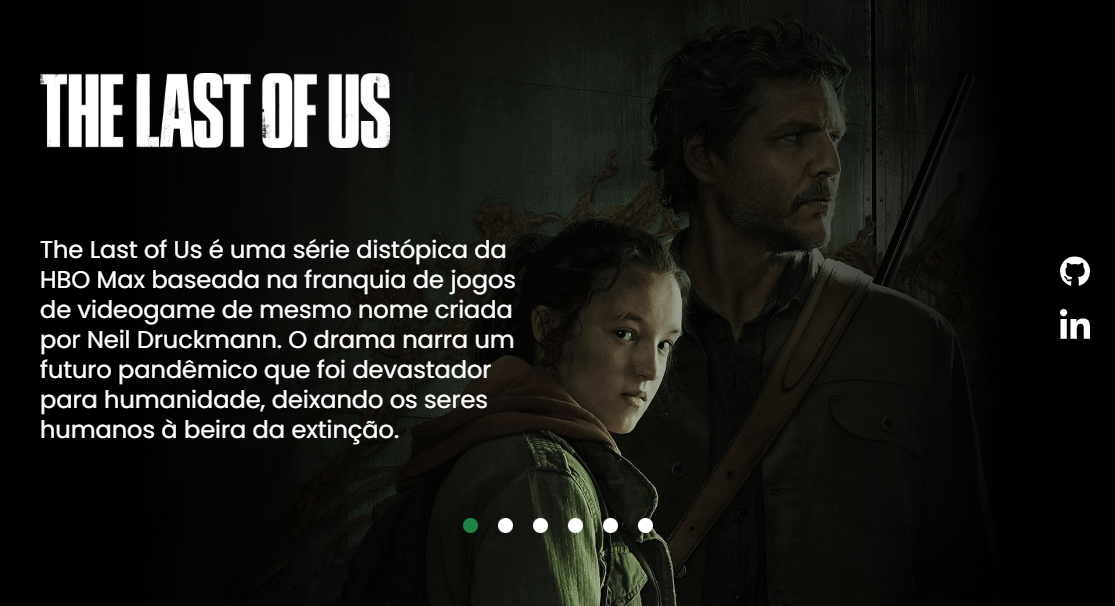 THE LAST OF US
The Last of Us é uma série distópica da
HBO Max baseada na franquia de jogos
de videogame de mesmo nome criada
por Neil Druckmann. O drama narra um
futuro pandêmico que foi devastador
para humanidade, deixando os seres
humanos à beira da extinção.
in